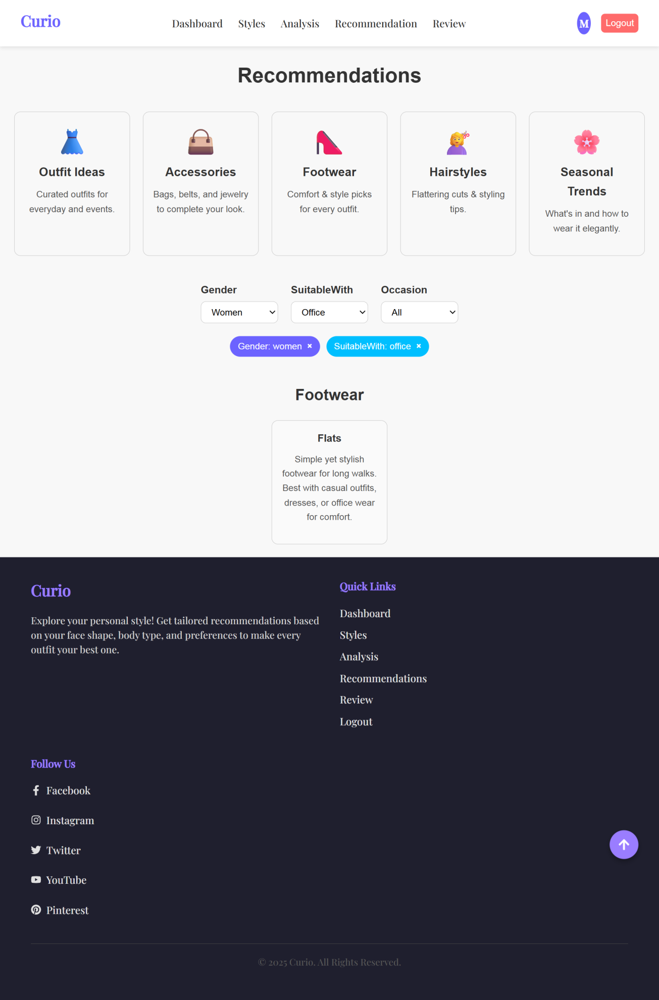 Curio
Dashboard
Styles
Analysis
Recommendation
Review
M
Logout
Recommendations
Outfit Ideas
Curated outfits for
everyday and events.
Accessories
Bags, belts, and jewelry
to complete your look.
Footwear
Comfort & style picks
for every outfit.
Hairstyles
Flattering cuts & styling
tips.
Seasonal
Trends
What's in and how to
wear it elegantly.
Gender
Women
SuitableWith
Office
Occasion
All
Gender: women ×
SuitableWith: office ×
Footwear
Flats
Simple yet stylish
footwear for long walks.
Best with casual outfits,
dresses, or office wear
for comfort.
Curio
Explore your personal style! Get tailored recommendations based
on your face shape, body type, and preferences to make every
outfit your best one.
Quick Links
Dashboard
Styles
Analysis
Recommendations
Review
Logout
Follow Us
Facebook
Instagram
Twitter
YouTube
Pinterest
© 2025 Curio. All Rights Reserved.